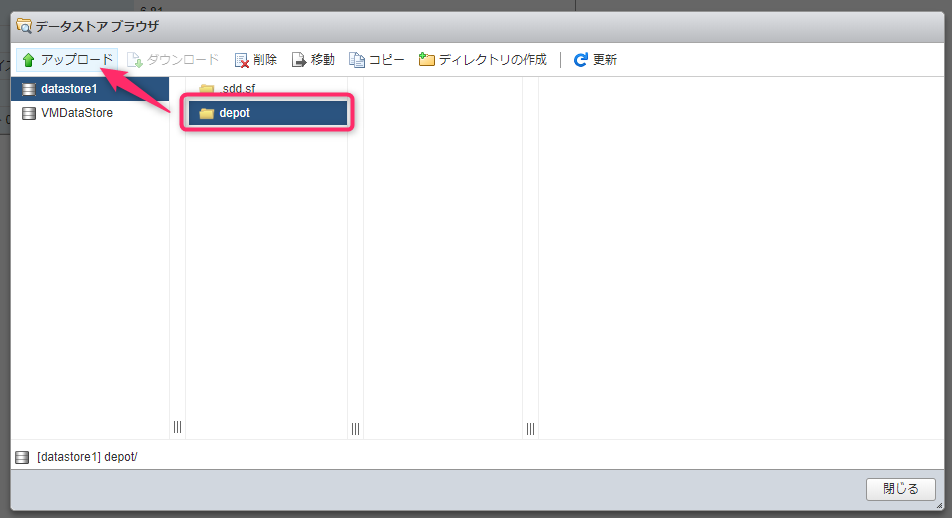 データストア ブラウザ
アップロード ダウンロード 削除 移動 コピー ディレクトリの作成 更新
datastore1
VMDataStore
.sdd.sf
depot
[datastore1] depot/
閉じる